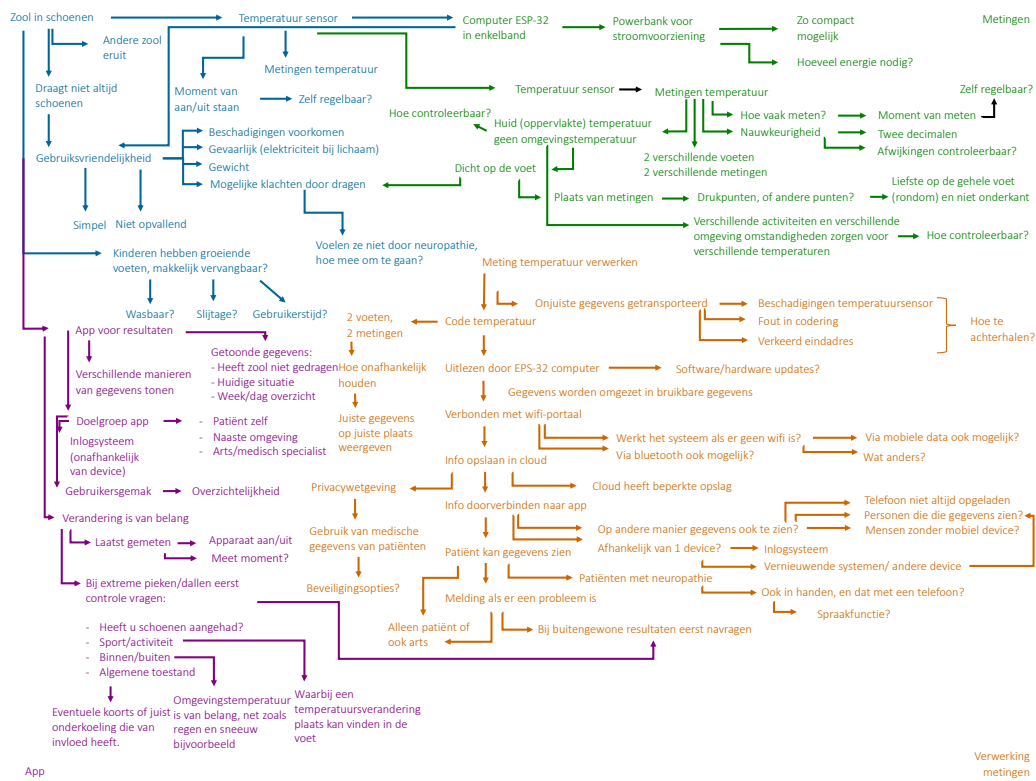 Zool in schoenen
Temperatuur sensor
Computer ESP-32
in enkelband
Powerbank voor
stroomvoorziening
Zo compact
mogelijk
Metingen
Andere zool
eruit
Metingen temperatuur
Hoeveel energie nodig?
Draagt niet altijd
schoenen
Moment van
aan/uit staan
Zelf regelbaar?
Temperatuur sensor
Metingen temperatuur
Zelf regelbaar?
Hoe controleerbaar?
Huid (oppervlakte) temperatuur
geen omgevingstemperatuur
Hoe vaak meten?
Moment van meten
Nauwkeurigheid
Twee decimalen
Afwijkingen controleerbaar?
Gebruiksvriendelijkheid
Beschadigingen voorkomen
Gevaarlijk (elektriciteit bij lichaam)
Gewicht
Mogelijke klachten door dragen
Dicht op de voet
2 verschillende voeten
2 verschillende metingen
Plaats van metingen
Drukpunten, of andere punten?
Liefste op de gehele voet
(rondom) en niet onderkant
Simpel
Niet opvallend
Verschillende activiteiten en verschillende
omgeving omstandigheden zorgen voor
verschillende temperaturen
Hoe controleerbaar?
Voelen ze niet door neuropathie,
hoe mee om te gaan?
Kinderen hebben groeiende
voeten, makkelijk vervangbaar?
Meting temperatuur verwerken
Wasbaar?
Slijtage?
Gebruikerstijd?
Onjuiste gegevens getransporteerd
Beschadigingen temperatuursensor
Fout in codering
Verkeerd eindadres
Hoe te
achterhalen?
2 voeten,
2 metingen
Code temperatuur
App voor resultaten
Getoonde gegevens:
- Heeft zool niet gedragen
- Huidige situatie
- Week/dag overzicht
Hoe onafhankelijk
houden
Uitlezen door EPS-32 computer
Software/hardware updates?
Verschillende manieren
van gegevens tonen
Gegevens worden omgezet in bruikbare gegevens
Juiste gegevens
op juiste plaats
weergeven
Verbonden met wifi-portaal
Doelgroep app
- Patiënt zelf
- Naaste omgeving
- Arts/medisch specialist
Inlogsysteem
(onafhankelijk
van device)
Werkt het systeem als er geen wifi is?
Via mobiele data ook mogelijk?
Via bluetooth ook mogelijk?
Wat anders?
Info opslaan in cloud
Gebruikersgemak
Overzichtelijkheid
Privacywetgeving
Cloud heeft beperkte opslag
Info doorverbinden naar app
Telefoon niet altijd opgeladen
Personen die die gegevens zien?
Mensen zonder mobiel device?
Verandering is van belang
Op andere manier gegevens ook te zien?
Gebruik van medische
gegevens van patiënten
Laatst gemeten
Apparaat aan/uit
Meet moment?
Patiënt kan gegevens zien
Afhankelijk van 1 device?
Inlogsysteem
Vernieuwende systemen/ andere device
Bij extreme pieken/dallen eerst
controle vragen:
Beveiligingsopties?
Patiënten met neuropathie
Ook in handen, en dat met een telefoon?
Melding als er een probleem is
Spraakfunctie?
Alleen patiënt of
ook arts
Bij buitengewone resultaten eerst navragen
- Heeft u schoenen aangehad?
- Sport/activiteit
- Binnen/buiten
- Algemene toestand
Eventuele koorts of juist
onderkoeling die van
invloed heeft.
Omgevingstemperatuur
is van belang, net zoals
regen en sneeuw
bijvoorbeeld
Waarbij een
temperatuursverandering
plaats kan vinden in de
voet
App
Verwerking
metingen